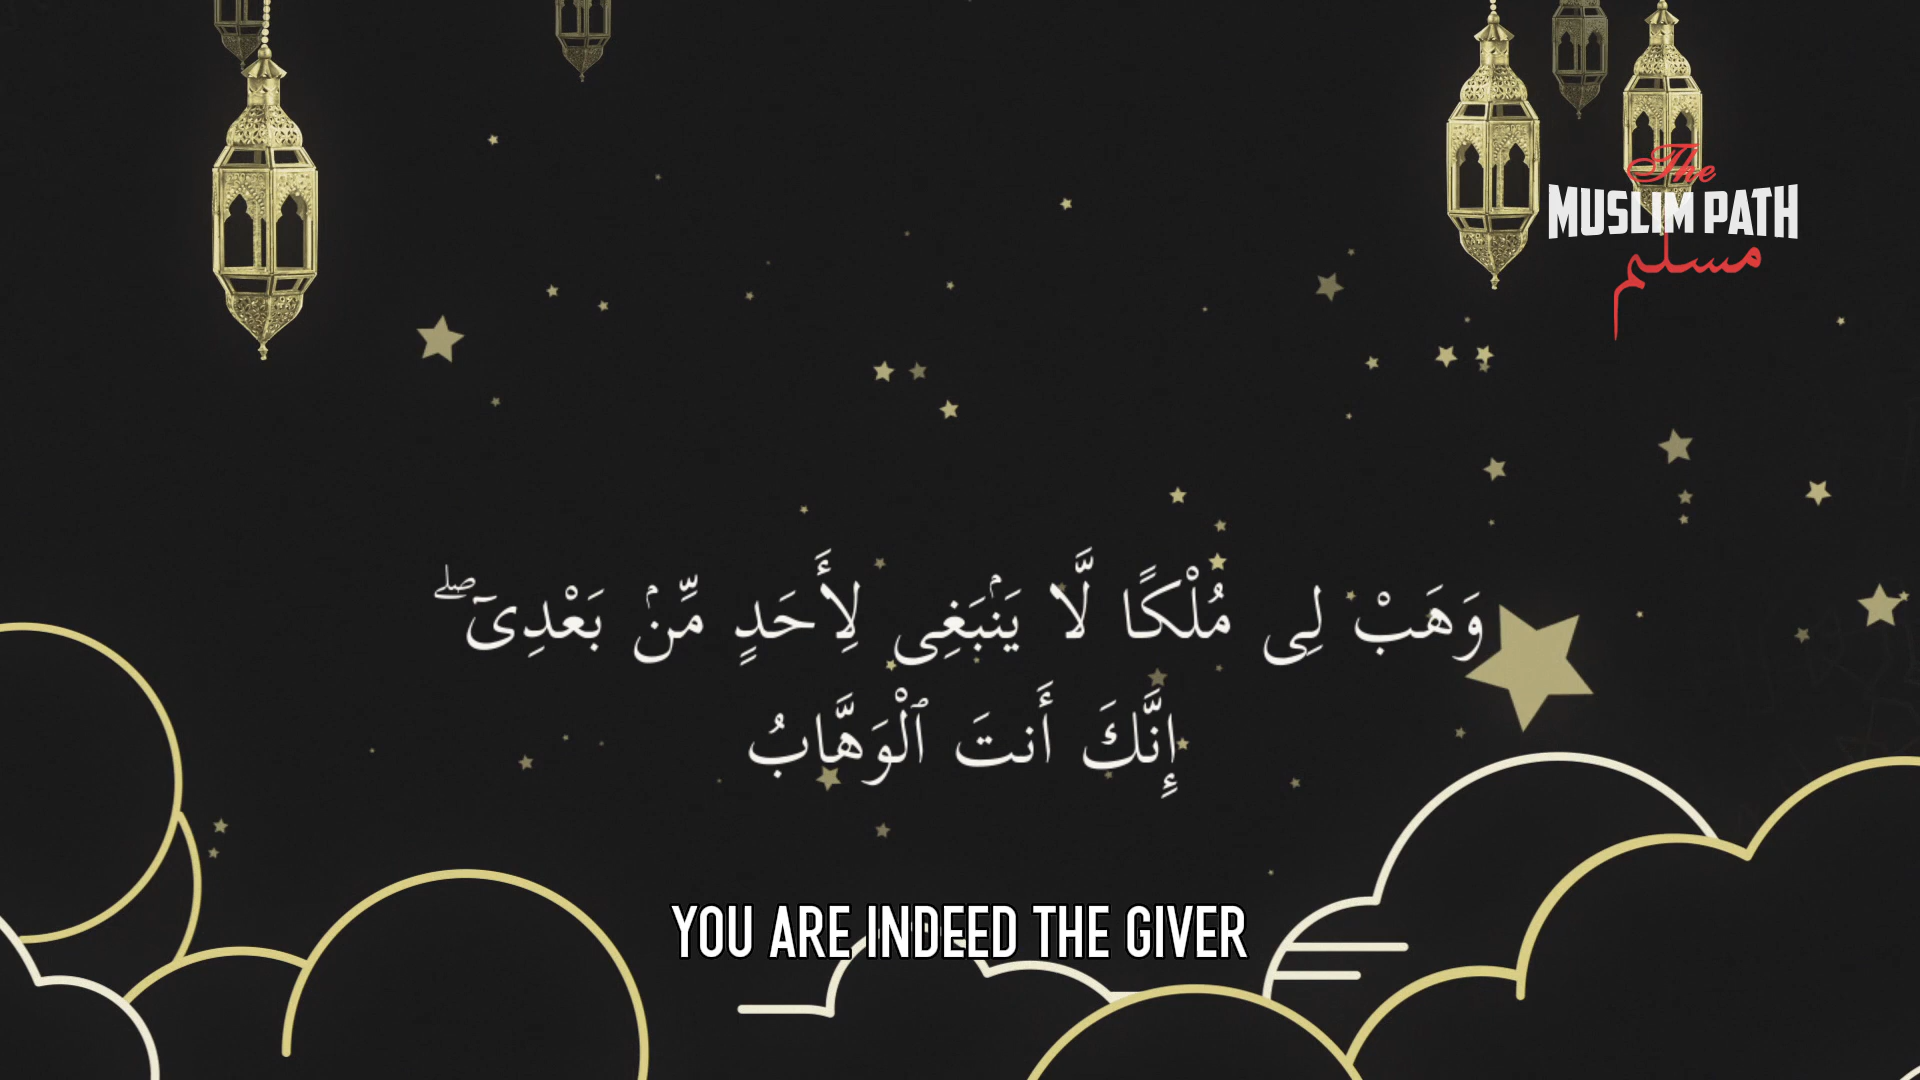 The
MUSLIM PATH
مسلم
وَهَبْ لِى مُلْكًا لَّا يَنۢبَغِى لِأَحَدٍ مِّنۢ بَعْدِىٓ ۖ
إِنَّكَ أَنتَ ٱلْوَهَّابُ
YOU ARE INDEED THE GIVER